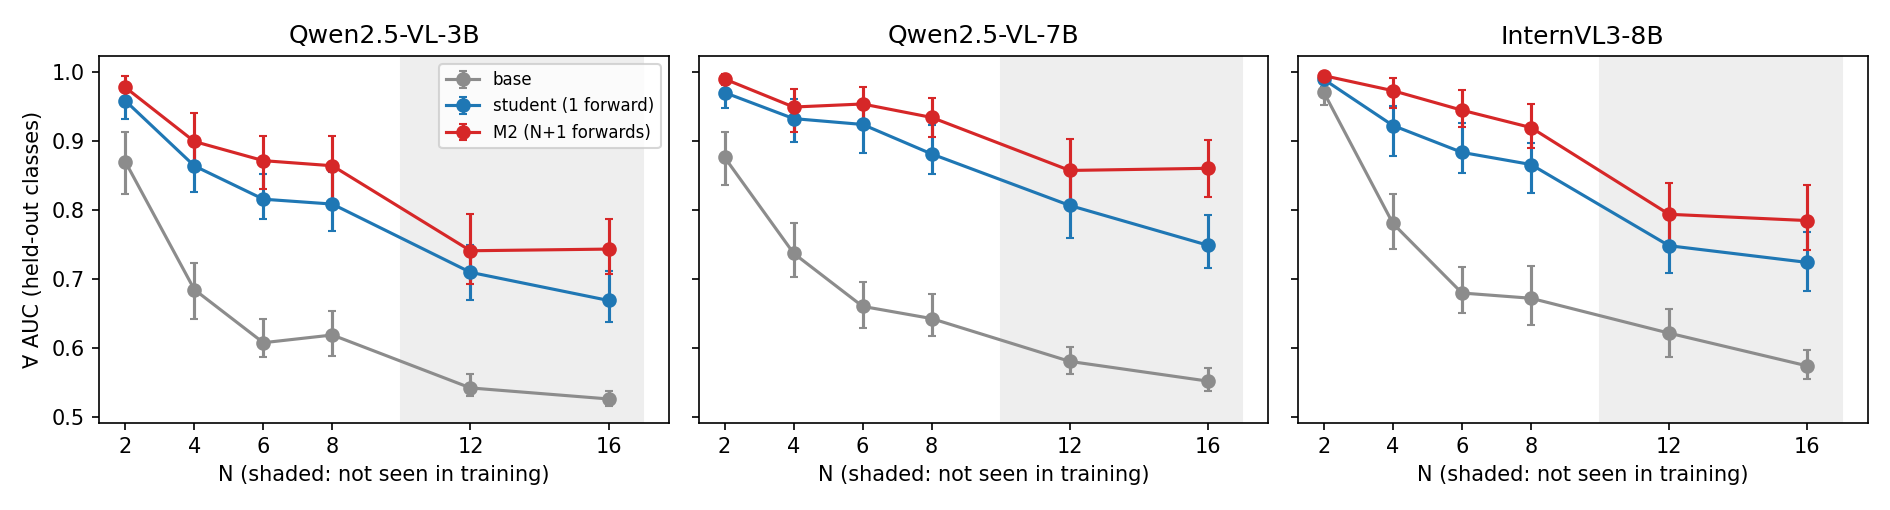 Qwen2.5-VL-3B
Qwen2.5-VL-7B
InternVL3-8B
∀ AUC (held-out classes)
1.0
0.9
0.8
0.7
0.6
0.5
base
student (1 forward)
M2 (N+1 forwards)
2 4 6 8 12 16
2 4 6 8 12 16
2 4 6 8 12 16
N (shaded: not seen in training)
N (shaded: not seen in training)
N (shaded: not seen in training)